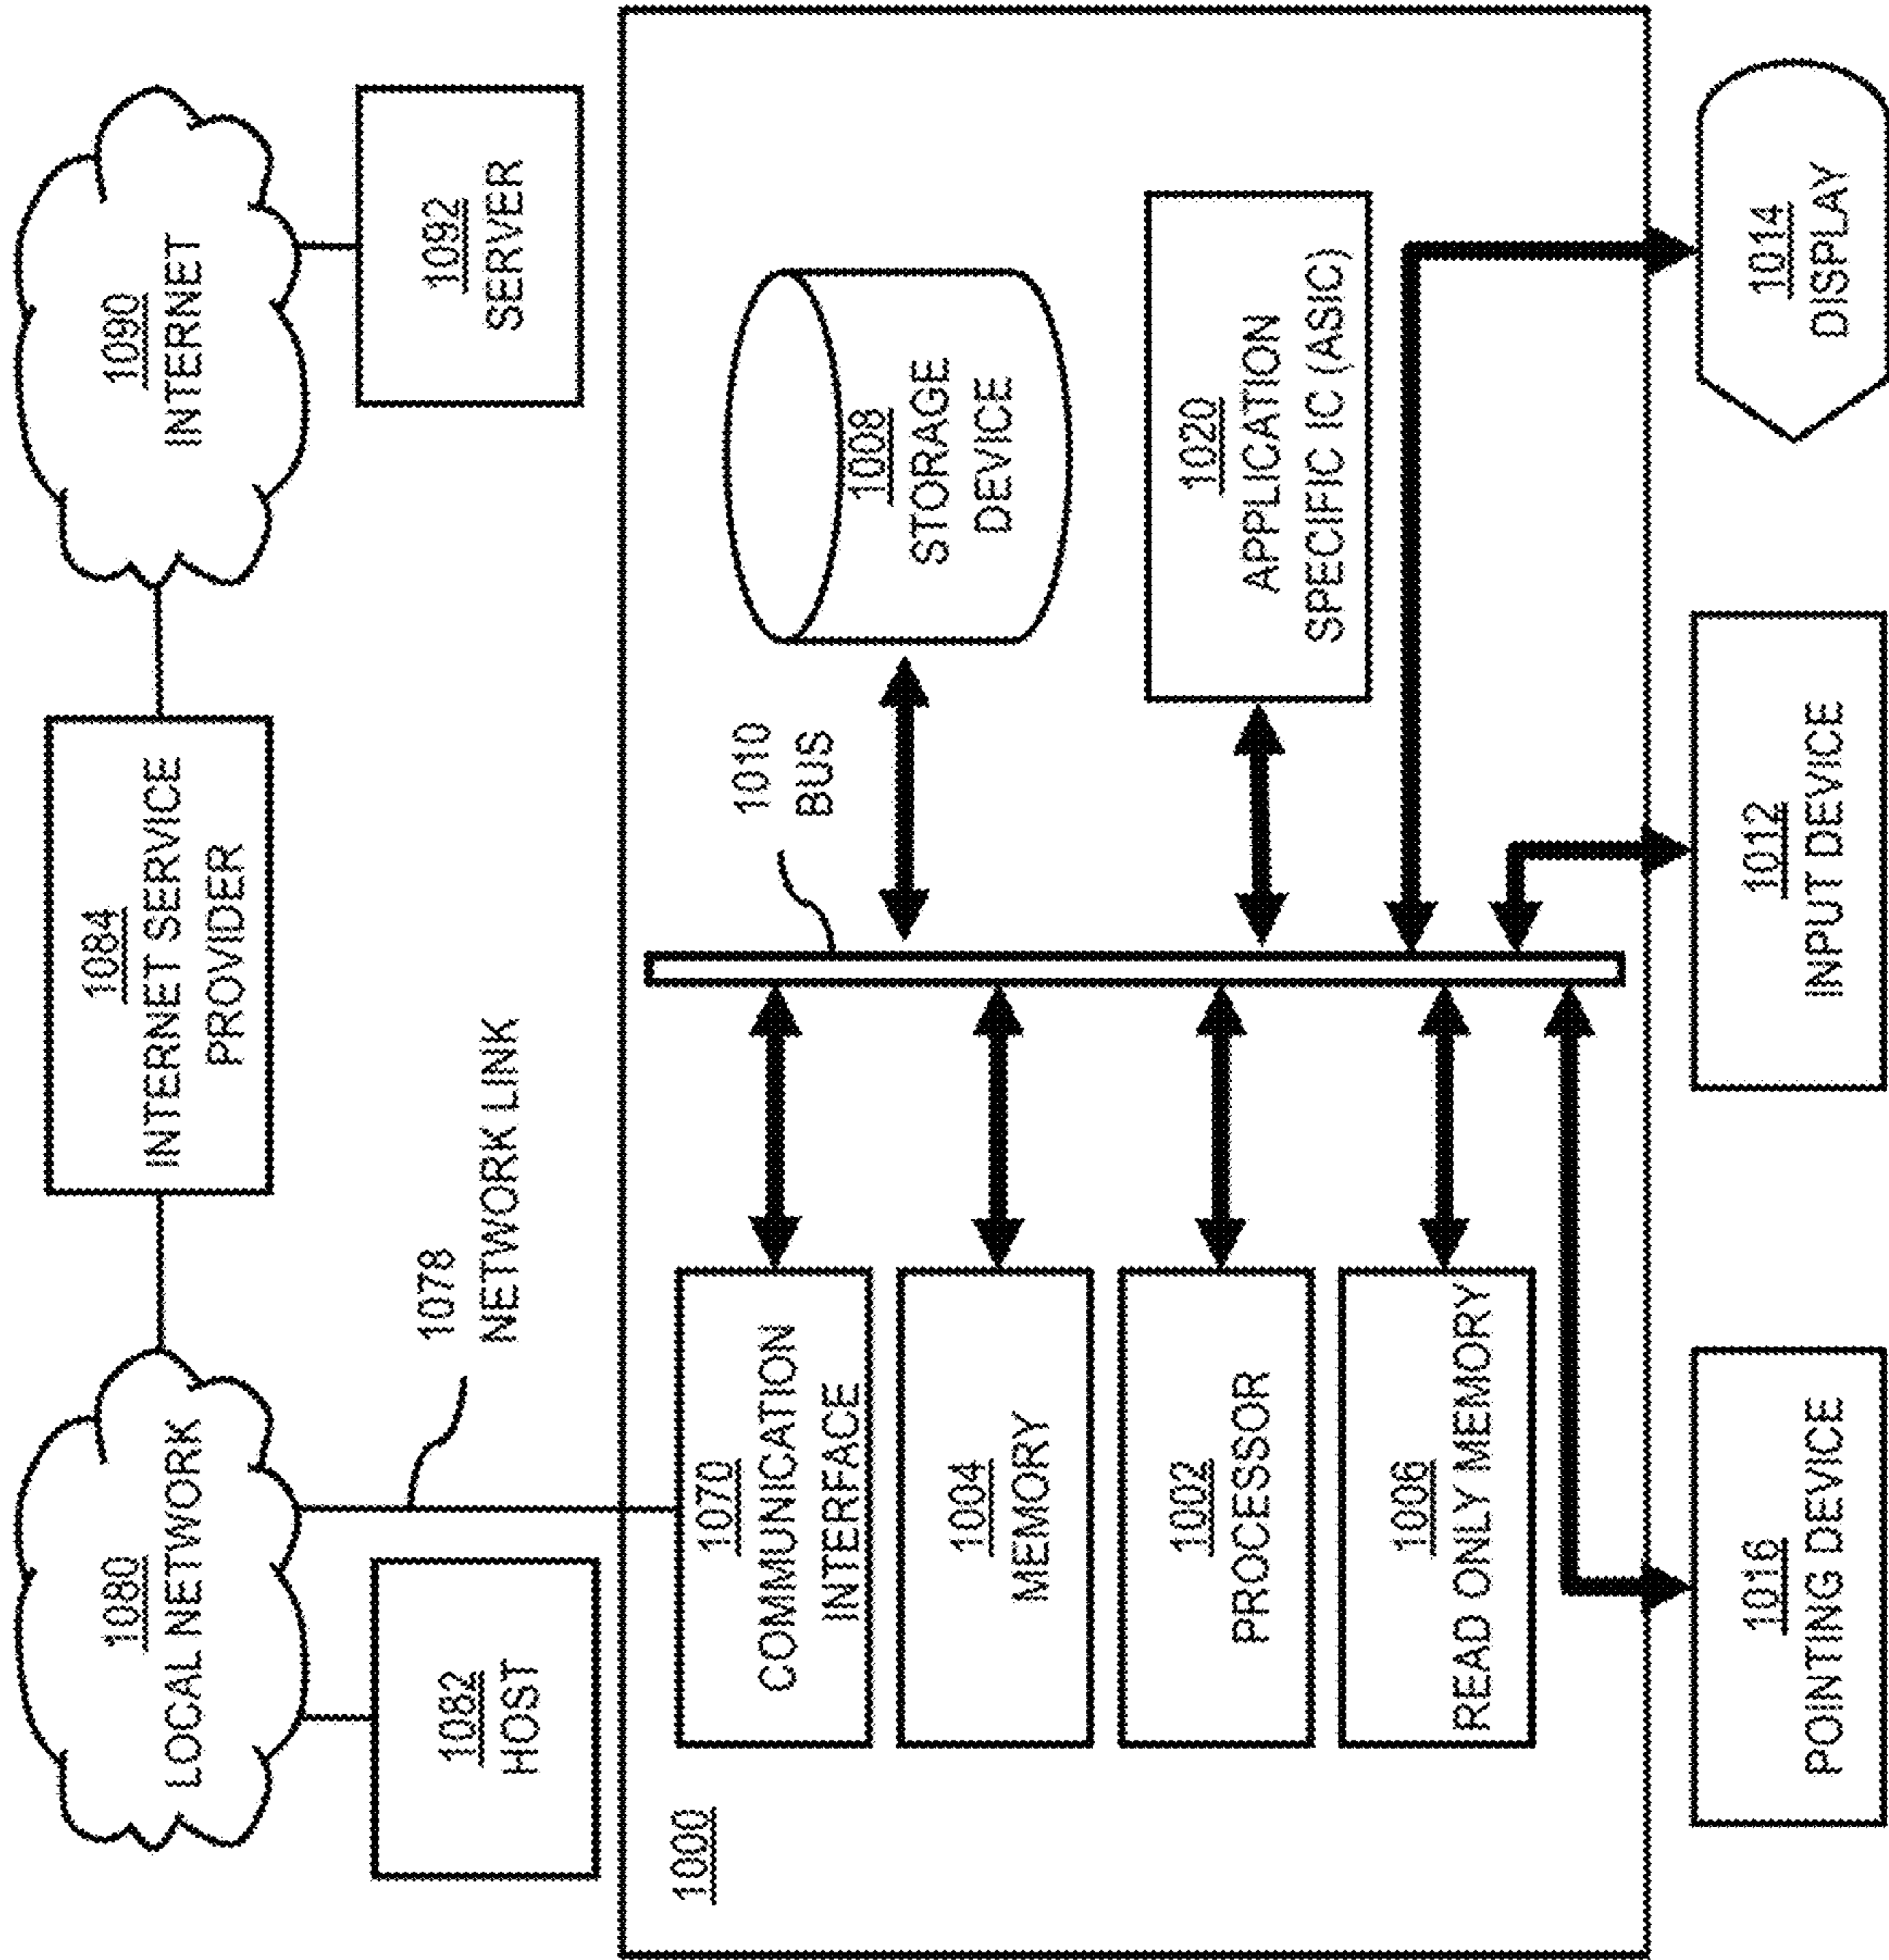 1080
LOCAL NETWORK
1084
INTERNET SERVICE
PROVIDER
1090
INTERNET
1082
HOST
1078
NETWORK LINK
1092
SERVER
1000
1070
COMMUNICATION
INTERFACE
1010
BUS
1008
STORAGE
DEVICE
1004
MEMORY
1002
PROCESSOR
1020
APPLICATION
SPECIFIC IC (ASIC)
1006
READ ONLY MEMORY
1016
POINTING DEVICE
1012
INPUT DEVICE
1014
DISPLAY